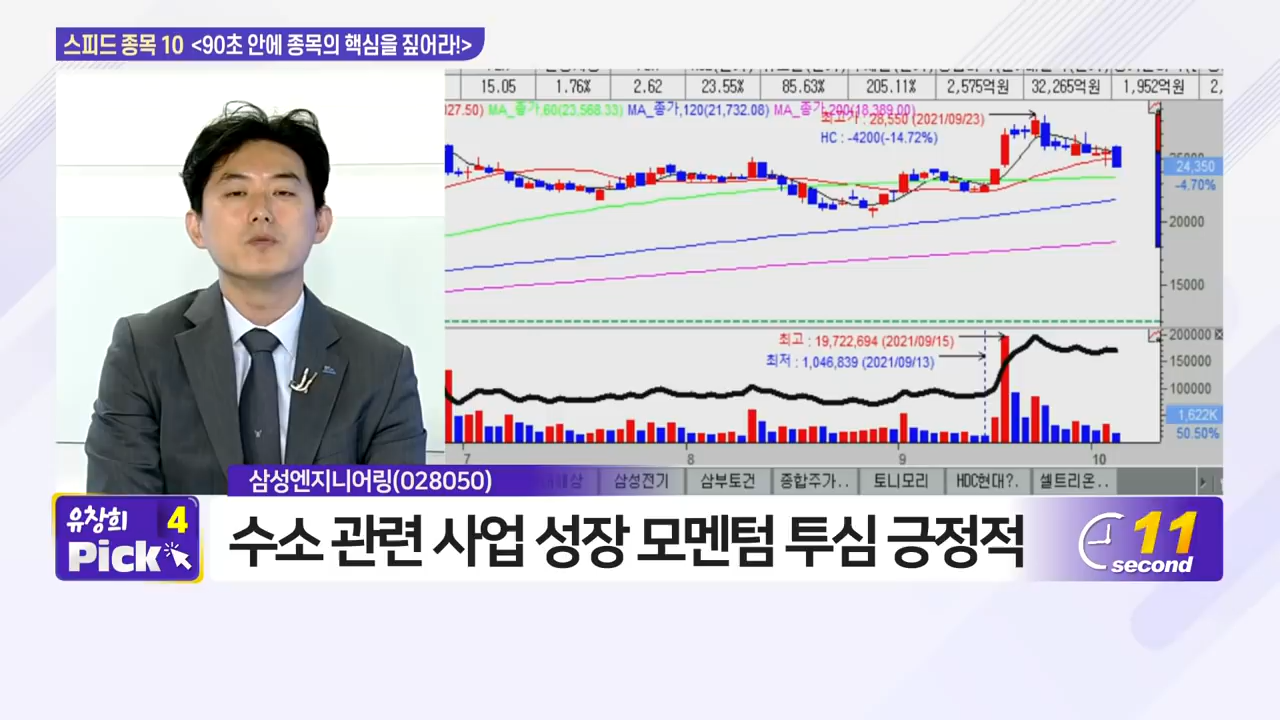 스피드 종목 10 <90초 안에 종목의 핵심을 짚어라!>
15.05 1.76% 2.62 23.55% 85.63% 205.11% 2,575억원 32,265억원 1,952억원 2,
327.50) MA_종가,60(23,568.33) MA_종가,120(21,732.08) MA_종가,200(18,389.00)
최고가 : 28,550 (2021/09/23)
HC : -4200(-14.72%)
25000
24,350
-4.70%
20000
15000
최고 : 19,722,694 (2021/09/15)
최저 : 1,046,839 (2021/09/13)
200000
150000
100000
1,622K
50.50%
7 8 9 10
삼성전기 삼부토건 종합주가.. 토니모리 HDC현대?. 셀트리온..
삼성엔지니어링(028050)
유창희 4
Pick
수소 관련 사업 성장 모멘텀 투심 긍정적
11
second